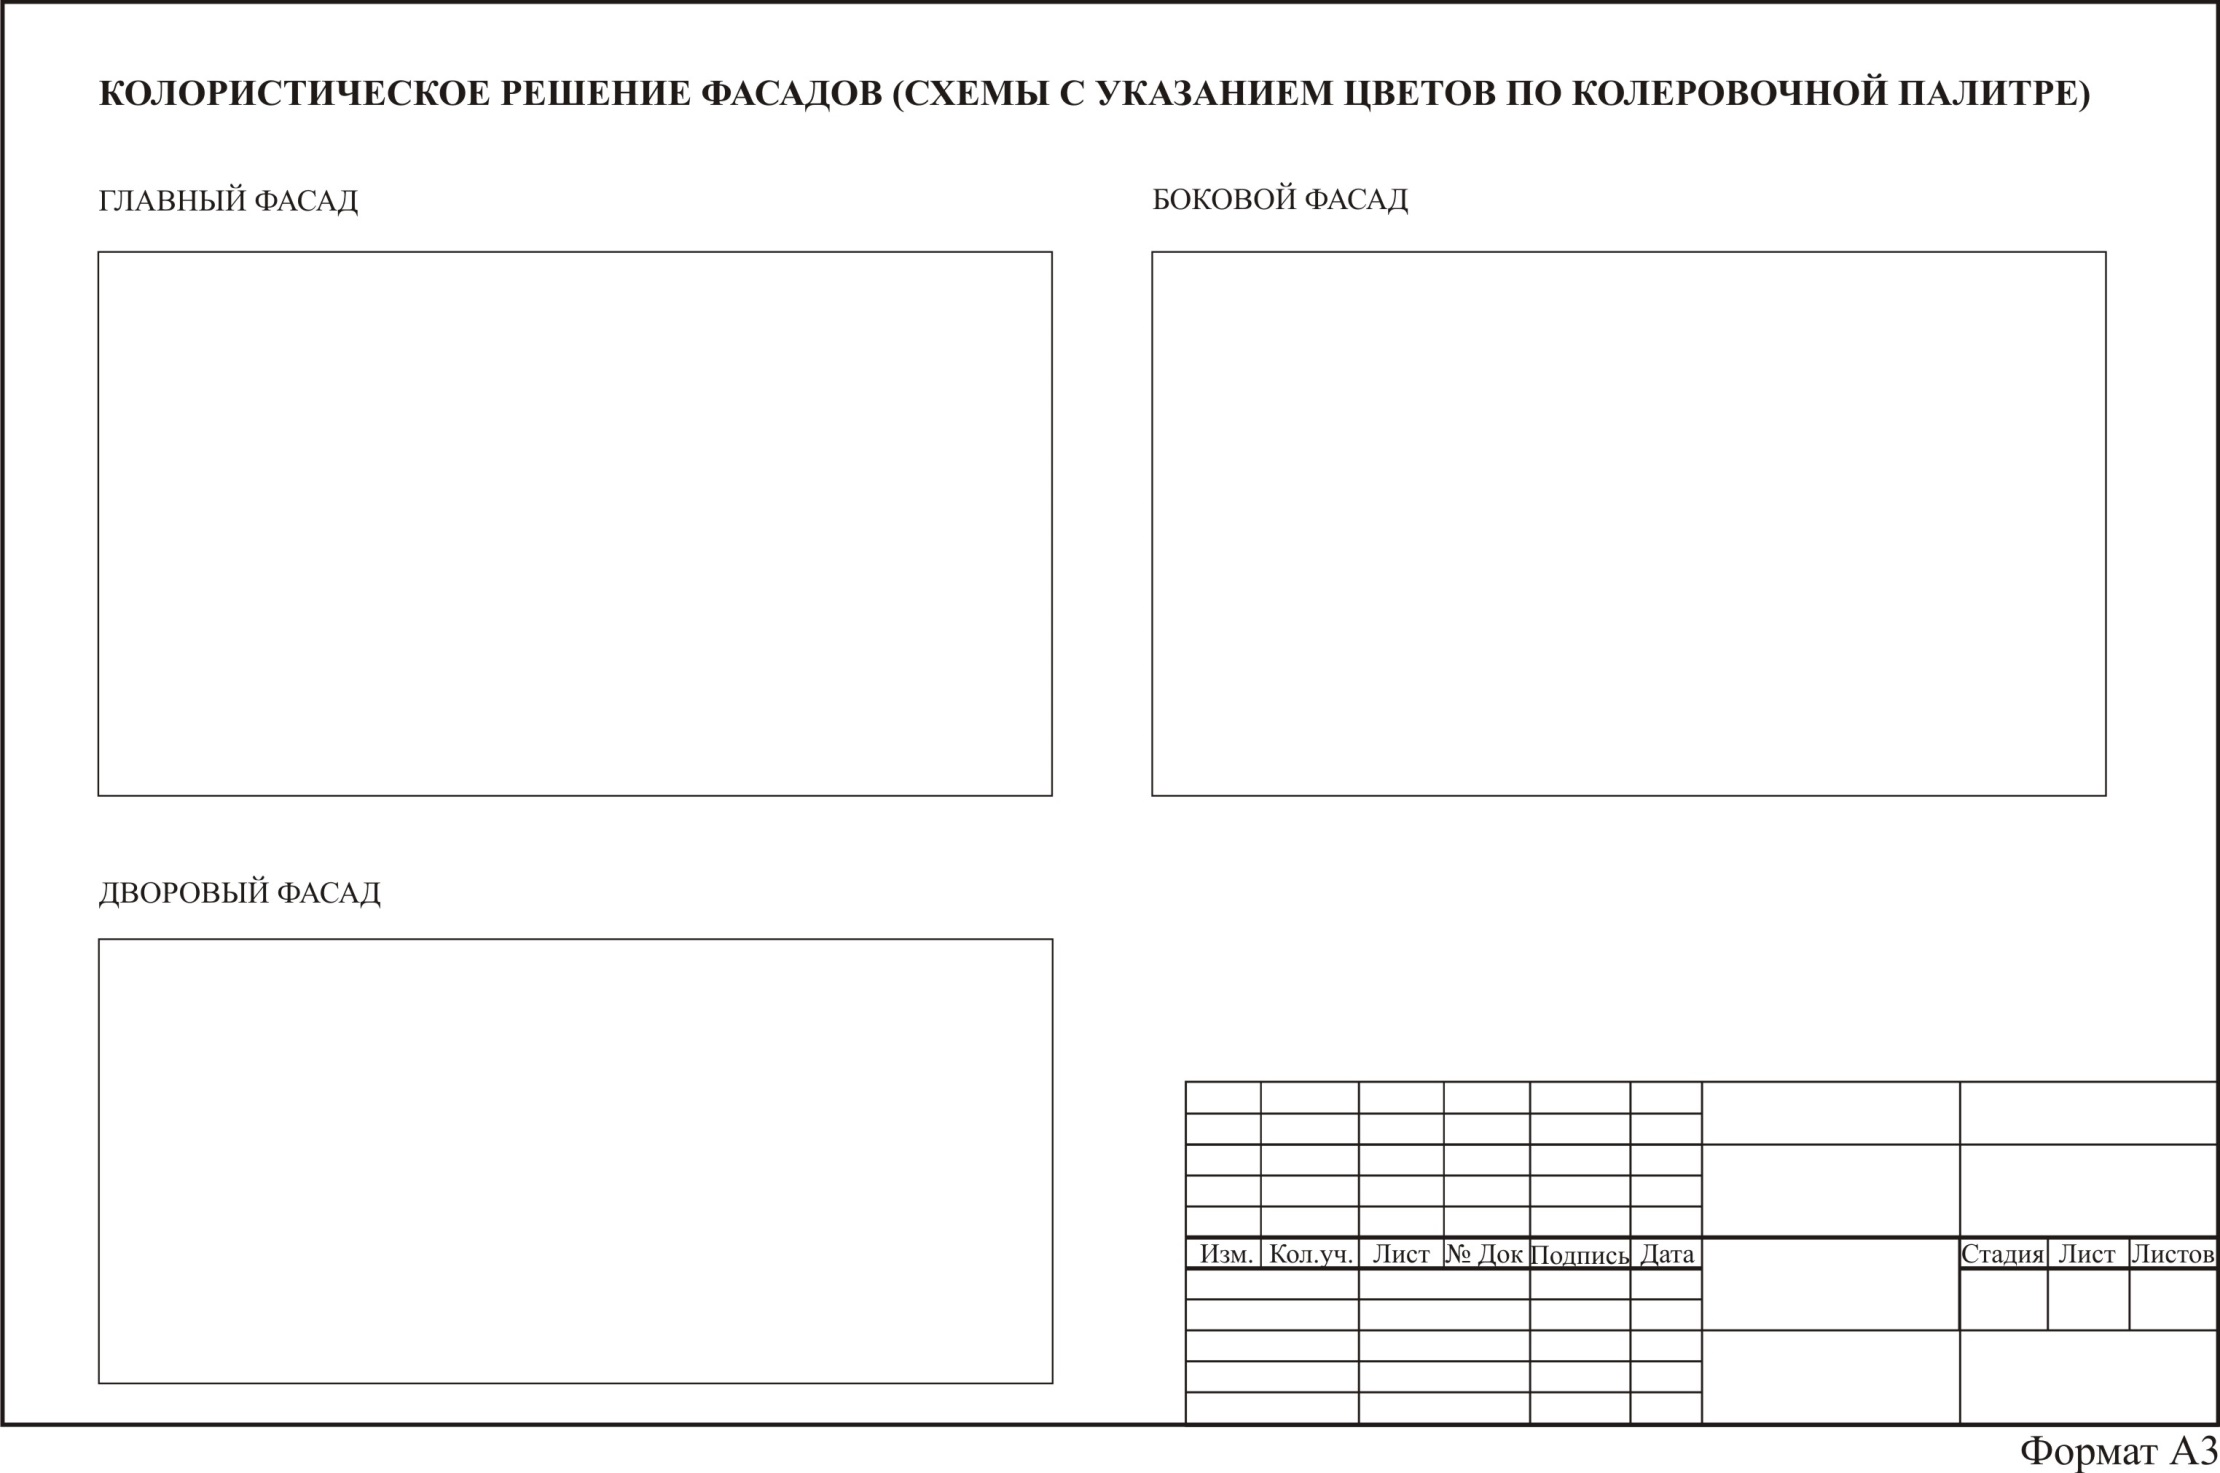 КОЛОРИСТИЧЕСКОЕ РЕШЕНИЕ ФАСАДОВ (СХЕМЫ С УКАЗАНИЕМ ЦВЕТОВ ПО КОЛЕРОВОЧНОЙ ПАЛИТРЕ)
ГЛАВНЫЙ ФАСАД
БОКОВОЙ ФАСАД
ДВОРОВЫЙ ФАСАД
Изм. Кол.уч. Лист № Док Подпись Дата Стадия Лист Листов
Формат А3